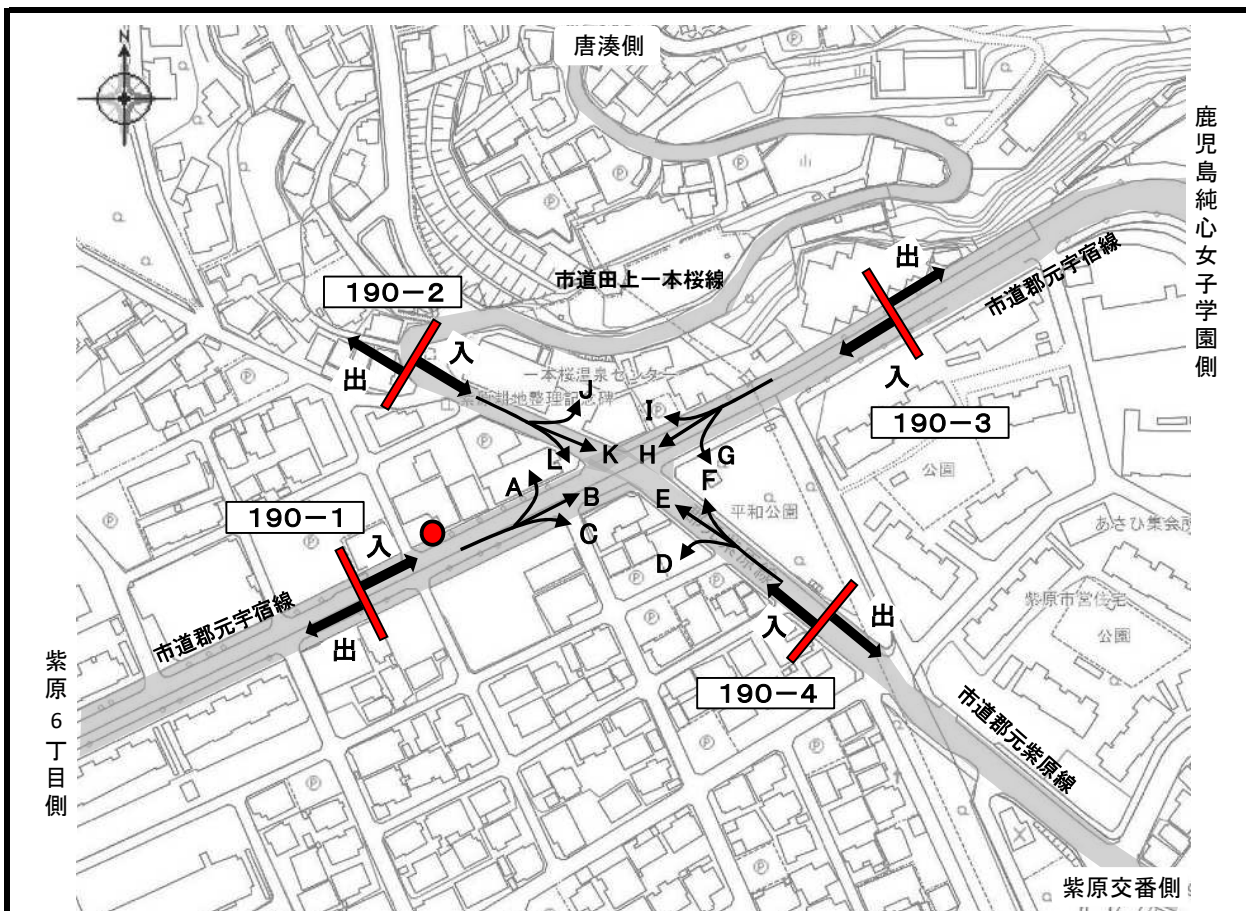 N
唐湊側
鹿児島純心女子学園側
出
市道郡元宇宿線
190-2
市道田上一本桜線
入
出
入
一本桜温泉センター
J
190-3
I
公園
K
H
L
G
A
F
B
E
平和公園
190-1
C
あさひ集会所
入
D
市道郡元宇宿線
出
紫原市営住宅
出
入
公園
紫原6丁目側
190-4
市道郡元紫原線
紫原交番側